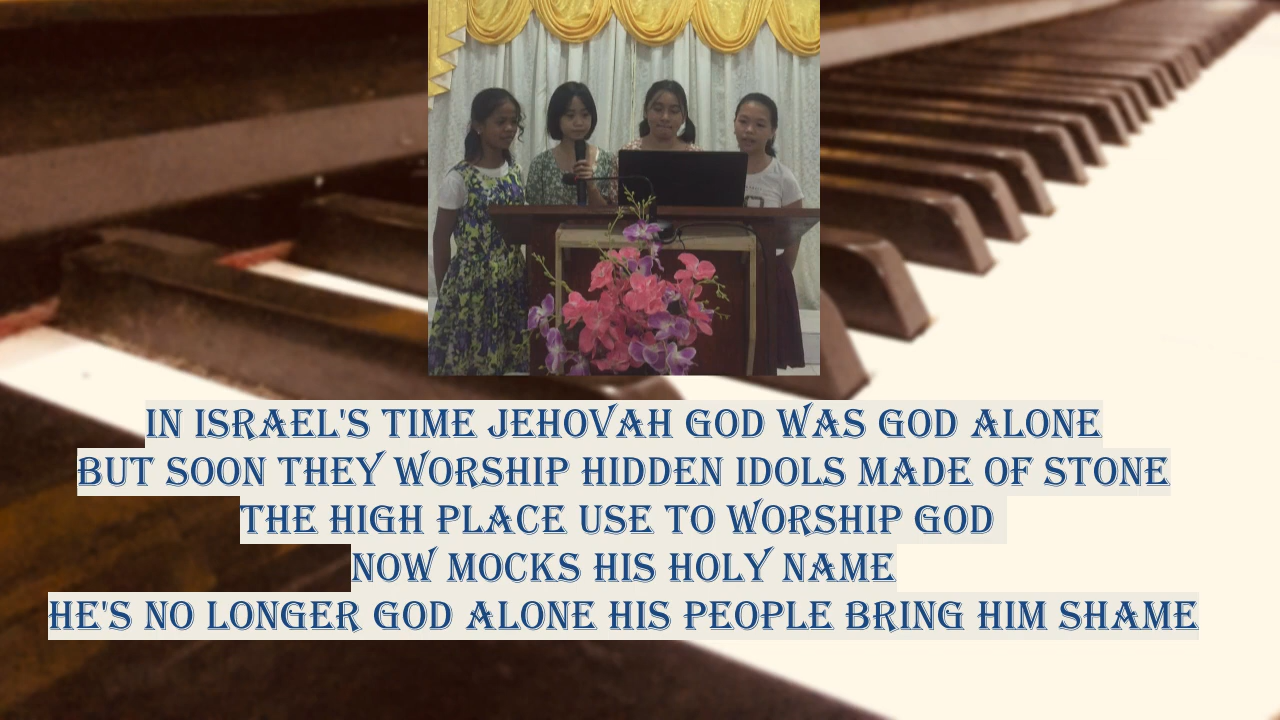 IN ISRAEL'S TIME JEHOVAH GOD WAS GOD ALONE
BUT SOON THEY WORSHIP HIDDEN IDOLS MADE OF STONE
THE HIGH PLACE USE TO WORSHIP GOD
NOW MOCKS HIS HOLY NAME
HE'S NO LONGER GOD ALONE HIS PEOPLE BRING HIM SHAME